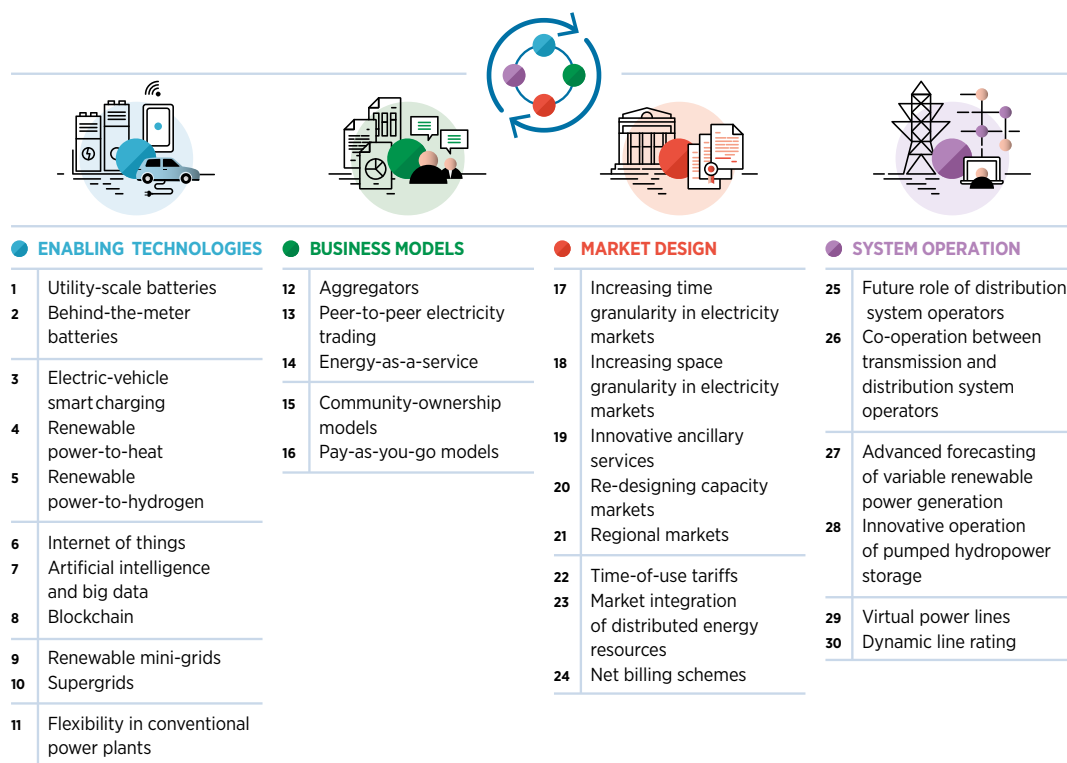 ENABLING TECHNOLOGIES
1 Utility-scale batteries
2 Behind-the-meter
batteries
3 Electric-vehicle
smart charging
4 Renewable
power-to-heat
5 Renewable
power-to-hydrogen
6 Internet of things
7 Artificial intelligence
and big data
8 Blockchain
9 Renewable mini-grids
10 Supergrids
11 Flexibility in conventional
power plants
BUSINESS MODELS
12 Aggregators
13 Peer-to-peer electricity
trading
14 Energy-as-a-service
15 Community-ownership
models
16 Pay-as-you-go models
MARKET DESIGN
17 Increasing time
granularity in electricity
markets
18 Increasing space
granularity in electricity
markets
19 Innovative ancillary
services
20 Re-designing capacity
markets
21 Regional markets
22 Time-of-use tariffs
23 Market integration
of distributed energy
resources
24 Net billing schemes
SYSTEM OPERATION
25 Future role of distribution
system operators
26 Co-operation between
transmission and
distribution system
operators
27 Advanced forecasting
of variable renewable
power generation
28 Innovative operation
of pumped hydropower
storage
29 Virtual power lines
30 Dynamic line rating